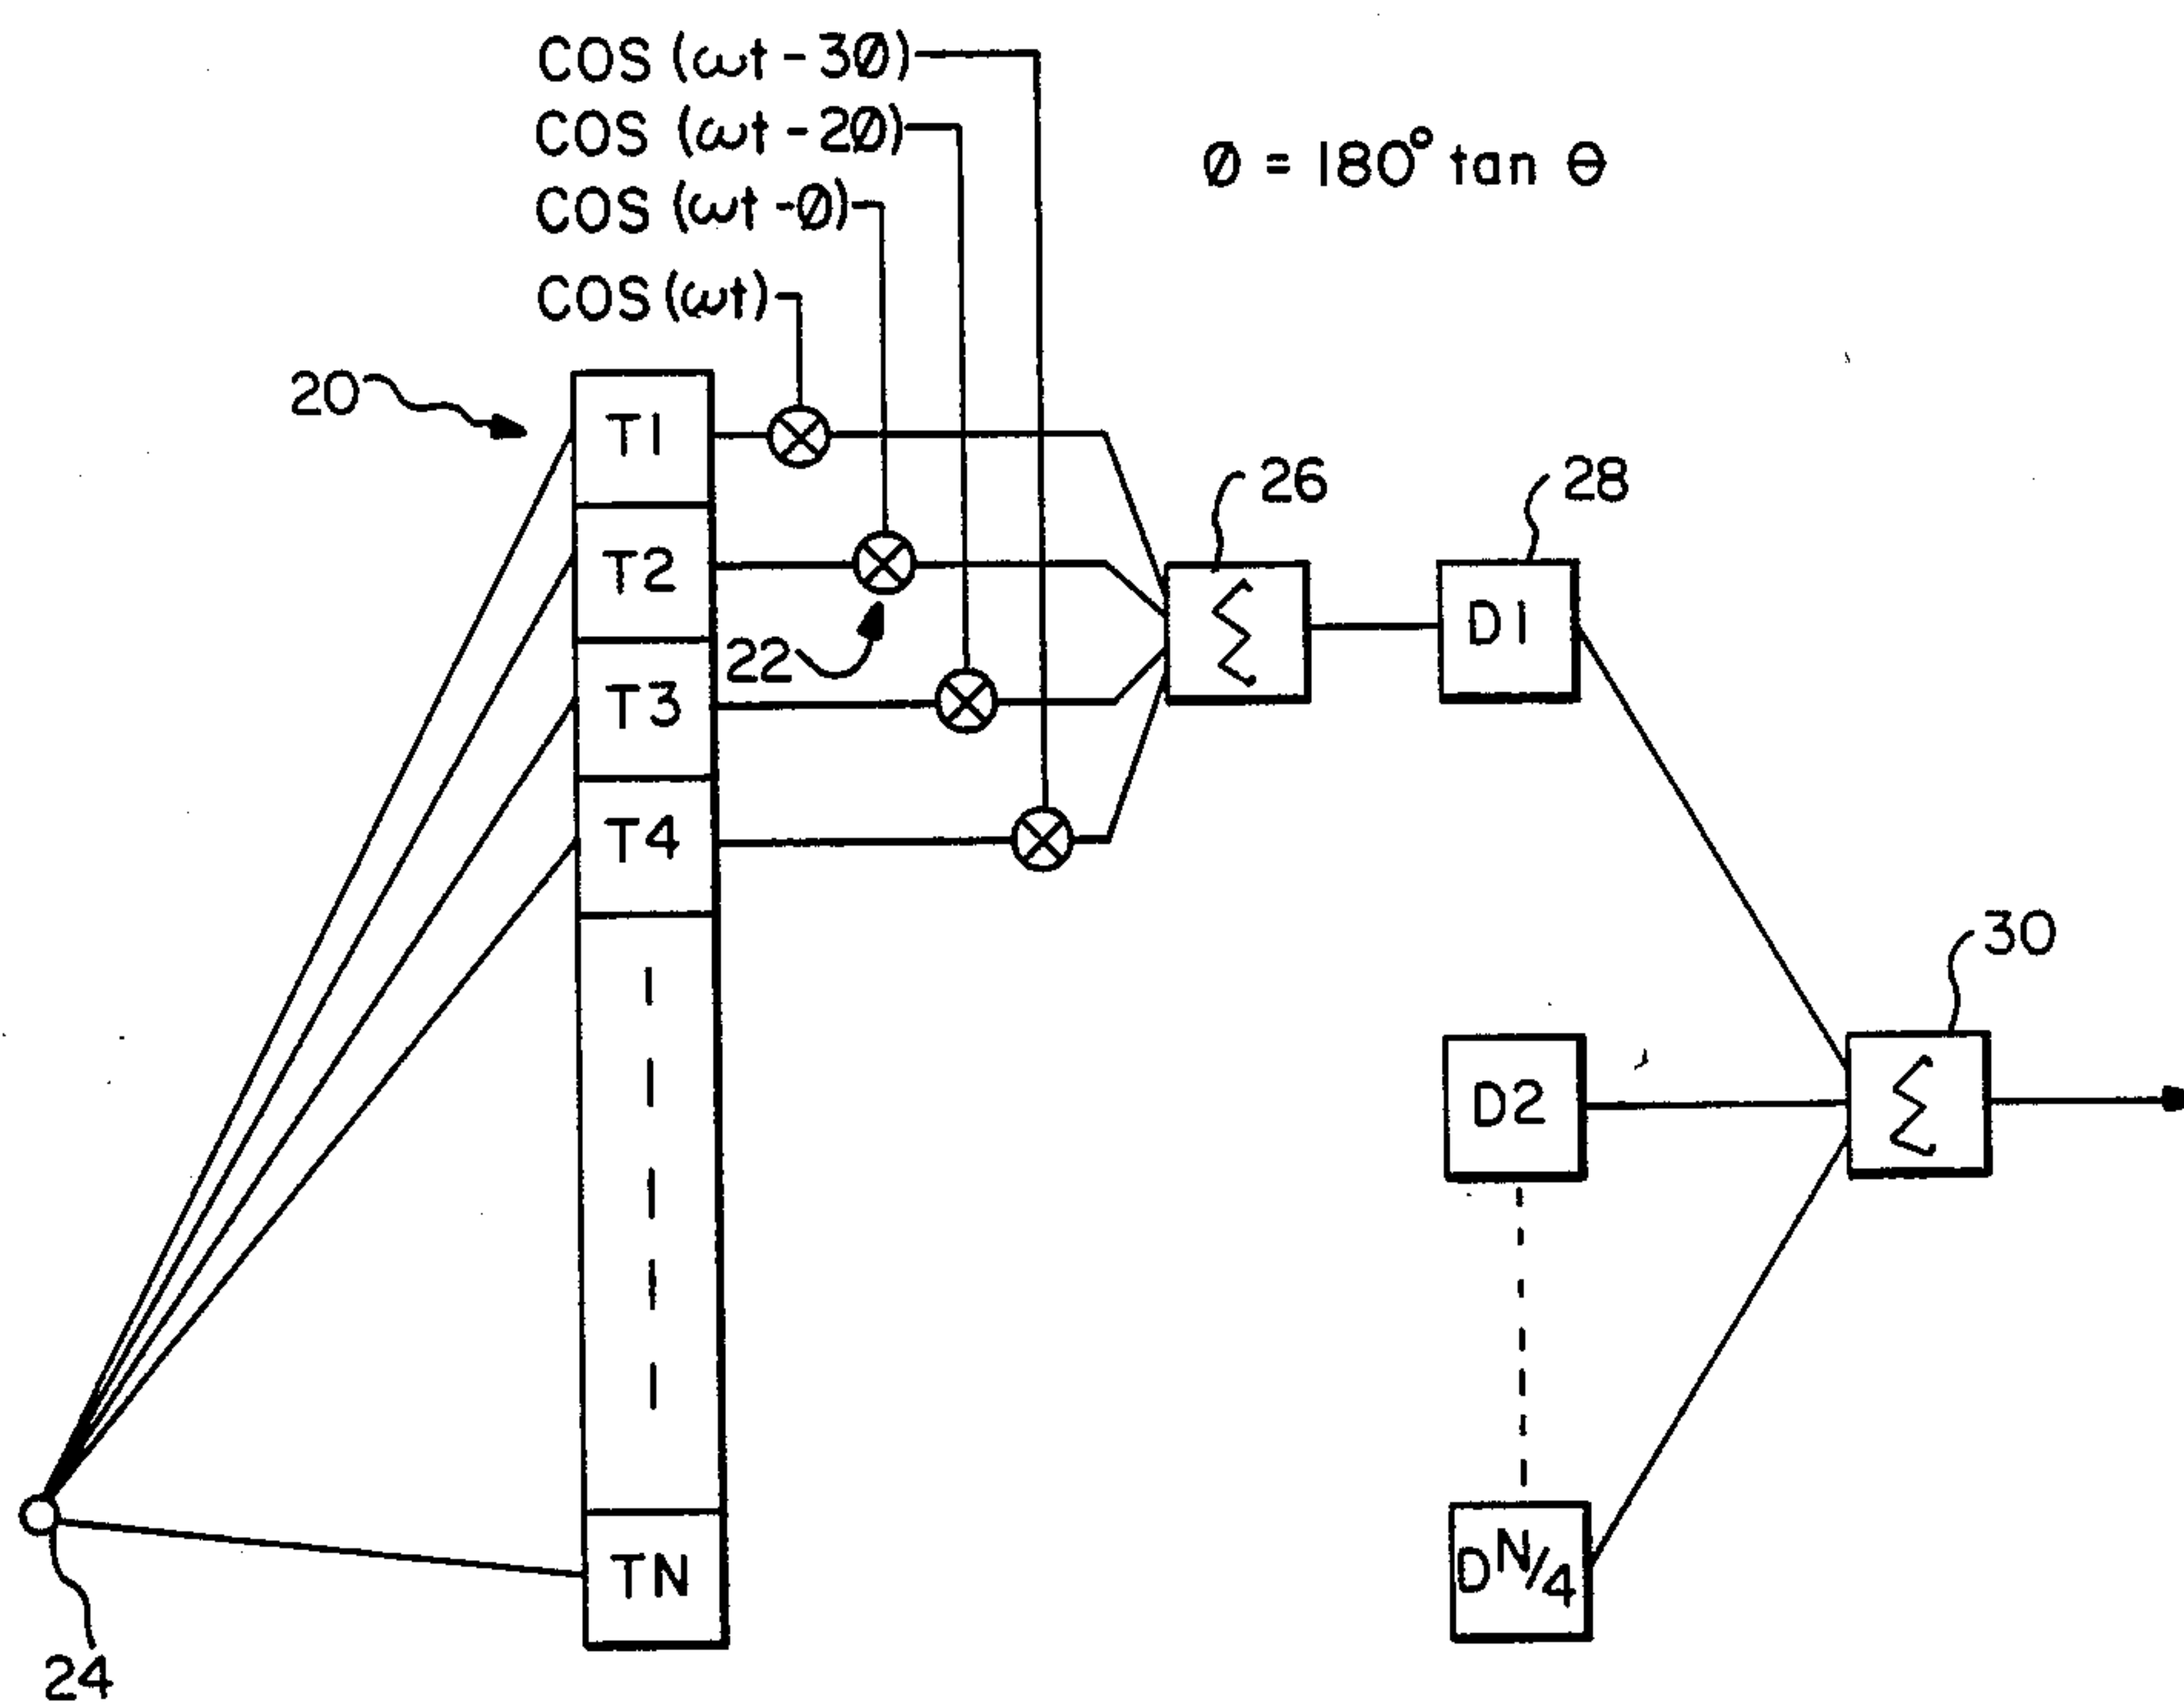 COS (ωt - 3Ø)
COS (ωt - 2Ø)
COS (ωt - Ø)
COS (ωt)
Ø = 180° tan θ
20
T1
26
28
T2
Σ
D1
22
T3
T4
30
D2
Σ
TN
D N/4
24